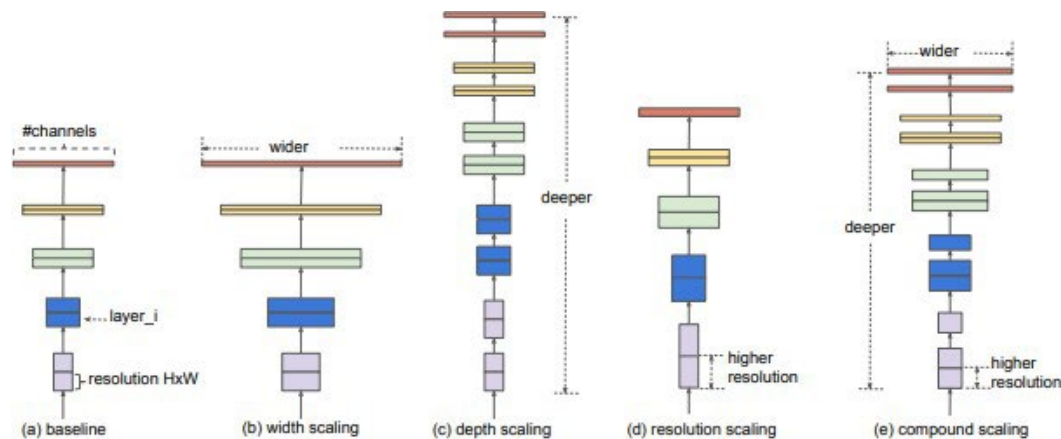 #channels
wider
wider
deeper
deeper
layer_i
resolution HxW
higher
resolution
higher
resolution
(a) baseline
(b) width scaling
(c) depth scaling
(d) resolution scaling
(e) compound scaling